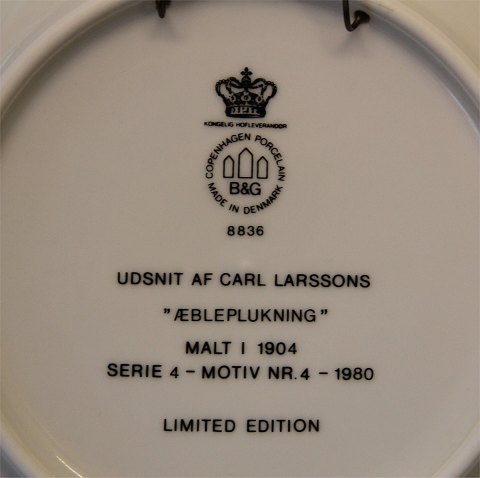 KONGELIG HOFLEVERANDØR
COPENHAGEN PORCELAIN
B&G
MADE IN DENMARK
8836
UDSNIT AF CARL LARSSONS
"ÆBLEPLUKNING"
MALT I 1904
SERIE 4 – MOTIV NR. 4 – 1980
LIMITED EDITION